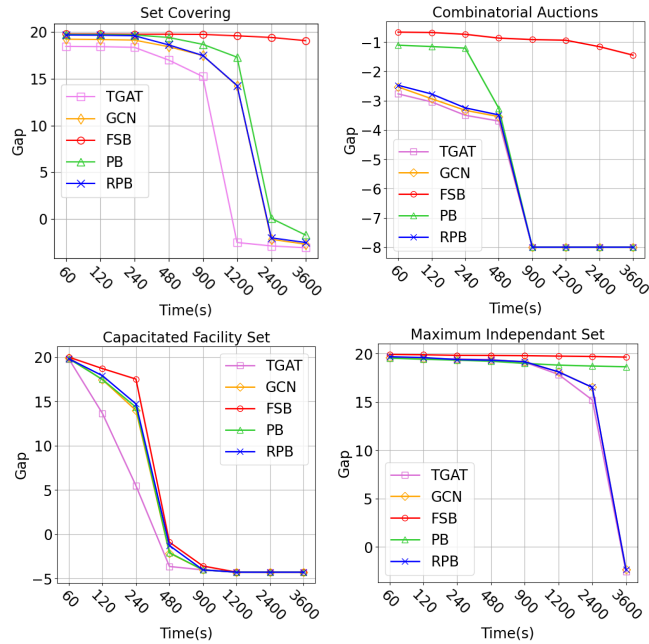 Set Covering
20
15
10
5
0
Gap
TGAT
GCN
FSB
PB
RPB
60 120 240 480 900 1200 2400 3600
Time(s)
Combinatorial Auctions
−1
−2
−3
−4
−5
−6
−7
−8
Gap
TGAT
GCN
FSB
PB
RPB
60 120 240 480 900 1200 2400 3600
Time(s)
Capacitated Facility Set
20
15
10
5
0
−5
Gap
TGAT
GCN
FSB
PB
RPB
60 120 240 480 900 1200 2400 3600
Time(s)
Maximum Independant Set
20
15
10
5
0
Gap
TGAT
GCN
FSB
PB
RPB
60 120 240 480 900 1200 2400 3600
Time(s)